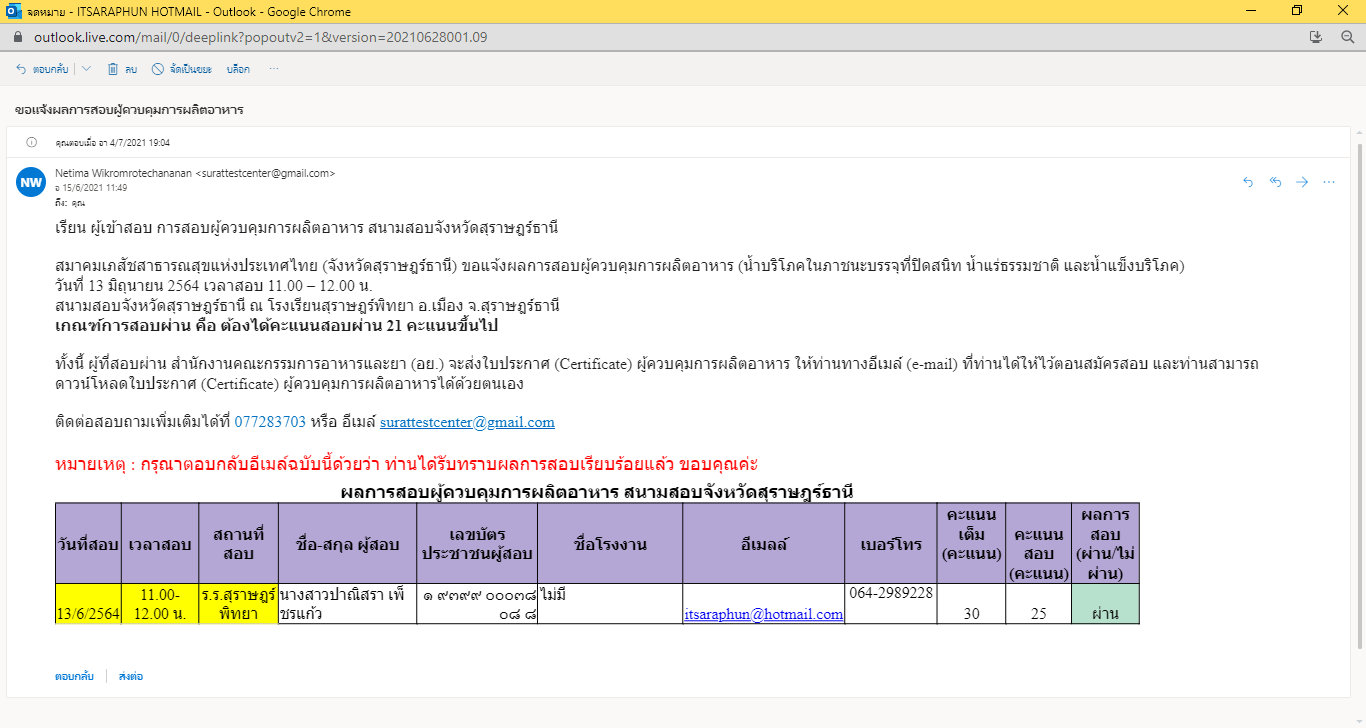 จดหมาย - ITSARAPHUN HOTMAIL - Outlook - Google Chrome
outlook.live.com/mail/0/deeplink?popoutv2=1&version=20210628001.09
ตอบกลับ ลบ จัดเป็นขยะ บล็อก ...
ขอแจ้งผลการสอบผู้ควบคุมการผลิตอาหาร
คุณตอบเมื่อ อา 4/7/2021 19:04
NW
Netima Wikromrotechananan <surattestcenter@gmail.com>
อ 15/6/2021 11:49
ถึง: คุณ
เรียน ผู้เข้าสอบ การสอบผู้ควบคุมการผลิตอาหาร สนามสอบจังหวัดสุราษฎร์ธานี
สมาคมเภสัชสาธารณสุขแห่งประเทศไทย (จังหวัดสุราษฎร์ธานี) ขอแจ้งผลการสอบผู้ควบคุมการผลิตอาหาร (น้ำบริโภคในภาชนะบรรจุที่ปิดสนิท น้ำแร่ธรรมชาติ และน้ำแข็งบริโภค)
วันที่ 13 มิถุนายน 2564 เวลาสอบ 11.00 – 12.00 น.
สนามสอบจังหวัดสุราษฎร์ธานี ณ โรงเรียนสุราษฎร์พิทยา อ.เมือง จ.สุราษฎร์ธานี
เกณฑ์การสอบผ่าน คือ ต้องได้คะแนนสอบผ่าน 21 คะแนนขึ้นไป
ทั้งนี้ ผู้ที่สอบผ่าน สำนักงานคณะกรรมการอาหารและยา (อย.) จะส่งใบประกาศ (Certificate) ผู้ควบคุมการผลิตอาหาร ให้ท่านทางอีเมล์ (e-mail) ที่ท่านได้ให้ไว้ตอนสมัครสอบ และท่านสามารถ
ดาวน์โหลดใบประกาศ (Certificate) ผู้ควบคุมการผลิตอาหารได้ด้วยตนเอง
ติดต่อสอบถามเพิ่มเติมได้ที่ 077283703 หรือ อีเมล์ surattestcenter@gmail.com
หมายเหตุ : กรุณาตอบกลับอีเมล์ฉบับนี้ด้วยว่า ท่านได้รับทราบผลการสอบเรียบร้อยแล้ว ขอบคุณค่ะ
ผลการสอบผู้ควบคุมการผลิตอาหาร สนามสอบจังหวัดสุราษฎร์ธานี
วันที่สอบ
เวลาสอบ
สถานที่
สอบ
ชื่อ-สกุล ผู้สอบ
เลขบัตร
ประชาชนผู้สอบ
ชื่อโรงงาน
อีเมลล์
เบอร์โทร
คะแนน
เต็ม
(คะแนน)
คะแนน
สอบ
(คะแนน)
ผลการ
สอบ
(ผ่าน/ไม่
ผ่าน)
13/6/2564
11.00-
12.00 น.
ร.ร.สุราษฎร์
พิทยา
นางสาวปาณิสรา เพ็
ชรแก้ว
๑ ๙๓๙๙ ๐๐๐๓๘
๐๘ ๘
ไม่มี
itsaraphun@hotmail.com
064-2989228
30
25
ผ่าน
ตอบกลับ ส่งต่อ